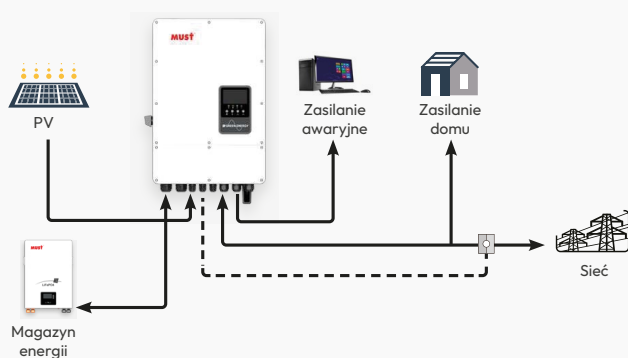 MUST
PV
Zasilanie
awaryjne
Zasilanie
domu
MUST
Sieć
Magazyn
energii